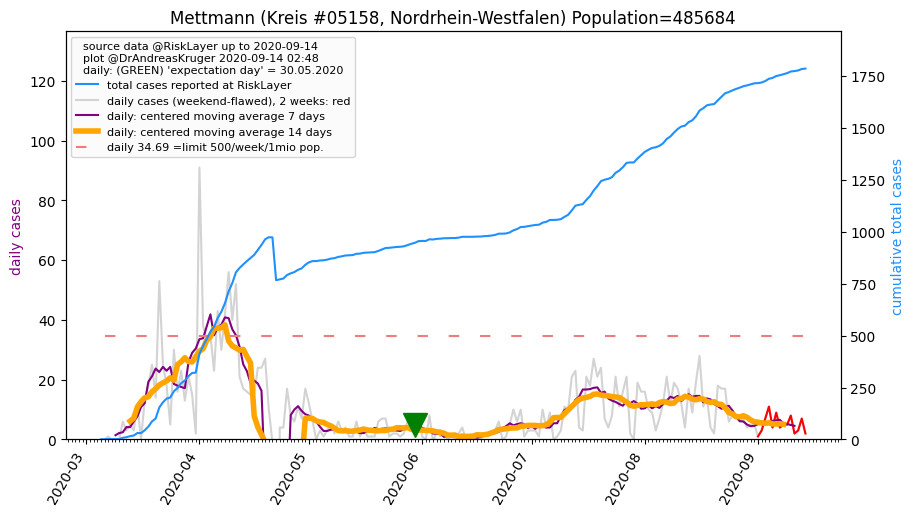 Mettmann (Kreis #05158, Nordrhein-Westfalen) Population=485684
source data @RiskLayer up to 2020-09-14
plot @DrAndreasKruger 2020-09-14 02:48
daily: (GREEN) 'expectation day' = 30.05.2020
total cases reported at RiskLayer
daily cases (weekend-flawed), 2 weeks: red
daily: centered moving average 7 days
daily: centered moving average 14 days
daily 34.69 =limit 500/week/1mio pop.
daily cases
120
100
80
60
40
20
0
cumulative total cases
1750
1500
1250
1000
750
500
250
0
2020-03
2020-04
2020-05
2020-06
2020-07
2020-08
2020-09